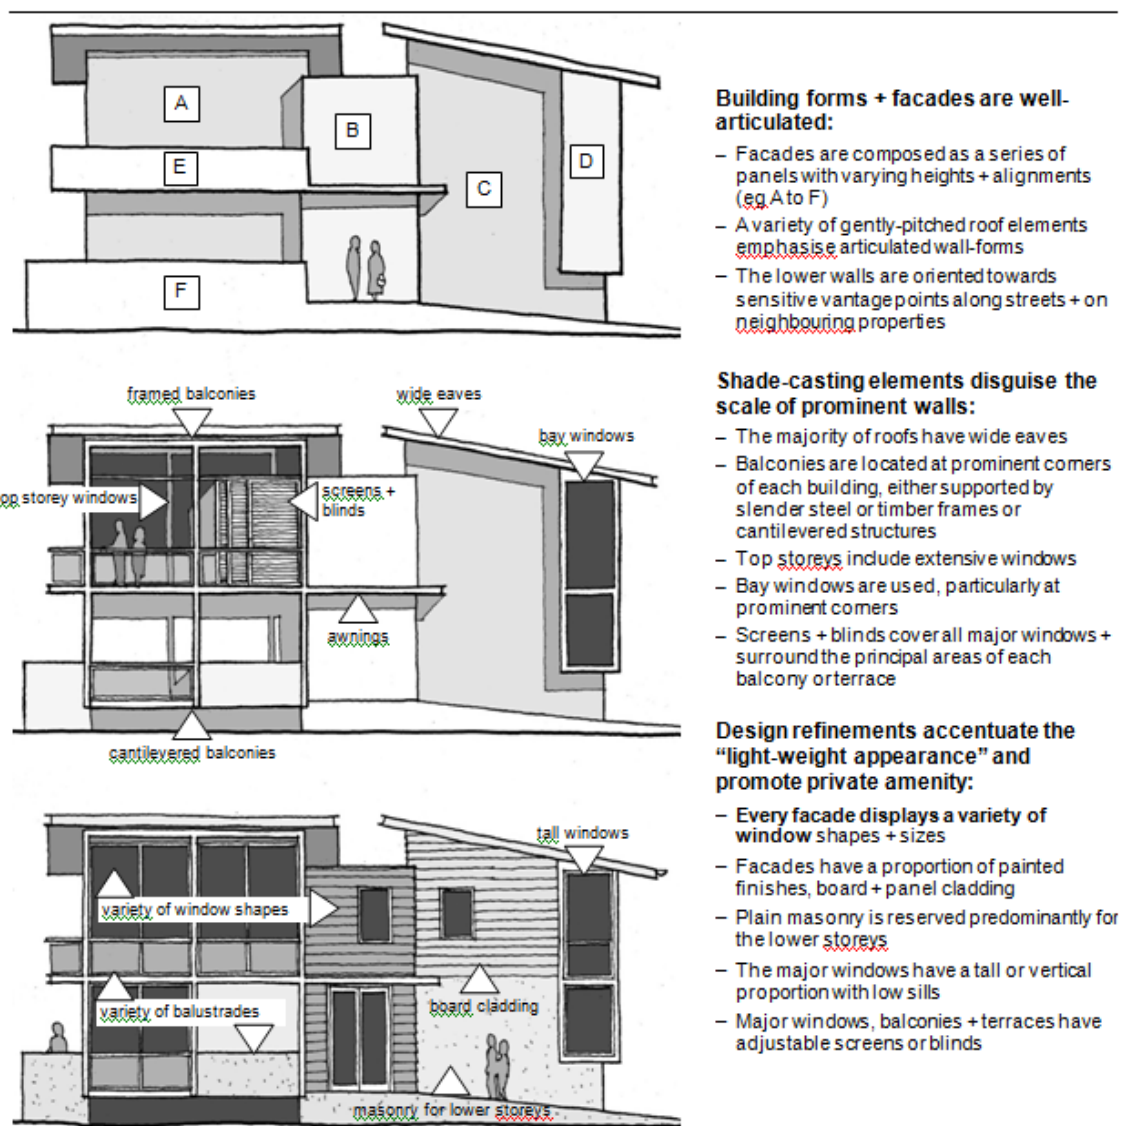 A
B
E
D
C
F
Building forms + facades are well-
articulated:
– Facades are composed as a series of
panels with varying heights + alignments
(eg A to F)
– A variety of gently-pitched roof elements
emphasise articulated wall-forms
– The lower walls are oriented towards
sensitive vantage points along streets + on
neighbouring properties
framed balconies
wide eaves
bay windows
op storey windows
screens +
blinds
awnings
cantilevered balconies
Shade-casting elements disguise the
scale of prominent walls:
– The majority of roofs have wide eaves
– Balconies are located at prominent corners
of each building, either supported by
slender steel or timber frames or
cantilevered structures
– Top storeys include extensive windows
– Bay windows are used, particularly at
prominent corners
– Screens + blinds cover all major windows +
surround the principal areas of each
balcony or terrace
tall windows
variety of window shapes
variety of balustrades
board cladding
masonry for lower storeys
Design refinements accentuate the
“light-weight appearance” and
promote private amenity:
– Every facade displays a variety of
window shapes + sizes
– Facades have a proportion of painted
finishes, board + panel cladding
– Plain masonry is reserved predominantly for
the lower storeys
– The major windows have a tall or vertical
proportion with low sills
– Major windows, balconies + terraces have
adjustable screens or blinds